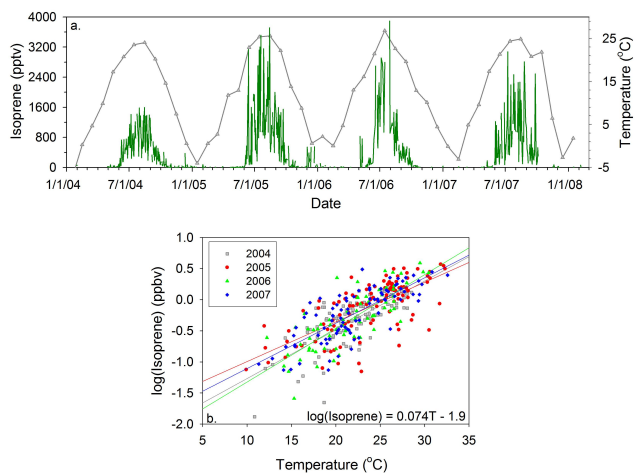 a.
Isoprene (pptv)
4000
3200
2400
1600
800
0
25
15
5
-5
Temperature (°C)
1/1/04 7/1/04 1/1/05 7/1/05 1/1/06 7/1/06 1/1/07 7/1/07 1/1/08
Date
log(Isoprene) (ppbv)
1.0
0.5
0.0
-0.5
-1.0
-1.5
-2.0
2004
2005
2006
2007
b.
log(Isoprene) = 0.074T - 1.9
5 10 15 20 25 30 35
Temperature (°C)